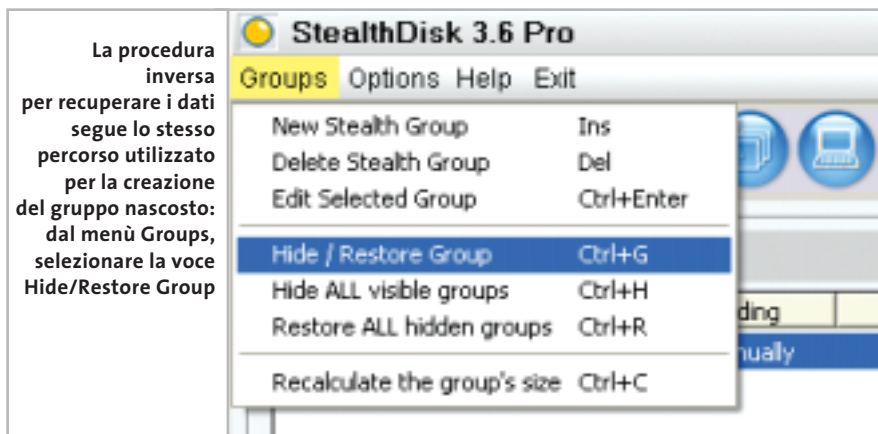 La procedura
inversa
per recuperare i dati
segue lo stesso
percorso utilizzato
per la creazione
del gruppo nascosto:
dal menù Groups,
selezionare la voce
Hide/Restore Group
StealthDisk 3.6 Pro
Groups Options Help Exit
New Stealth Group Ins
Delete Stealth Group Del
Edit Selected Group Ctrl+Enter
Hide / Restore Group Ctrl+G
Hide ALL visible groups Ctrl+H
Restore ALL hidden groups Ctrl+R
Recalculate the group's size Ctrl+C
ding
nually